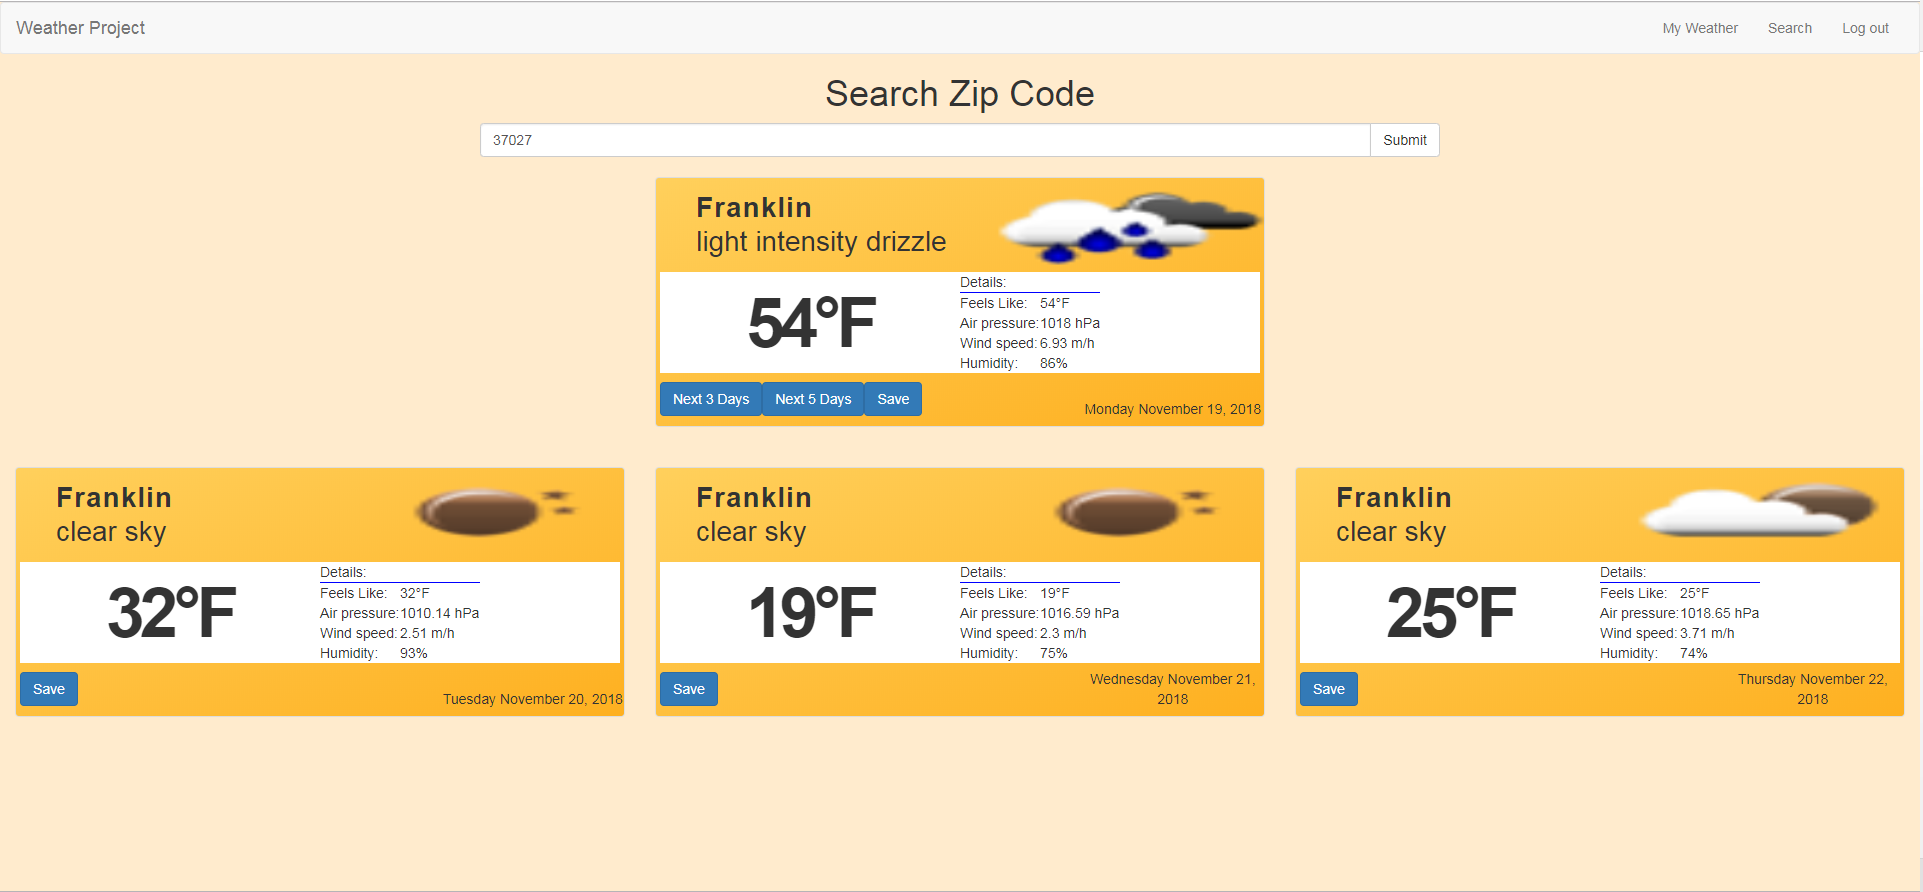 Weather Project
My Weather
Search
Log out
Search Zip Code
37027
Submit
Franklin
light intensity drizzle
54°F
Details:
Feels Like: 54°F
Air pressure: 1018 hPa
Wind speed: 6.93 m/h
Humidity: 86%
Next 3 Days
Next 5 Days
Save
Monday November 19, 2018
Franklin
clear sky
32°F
Details:
Feels Like: 32°F
Air pressure: 1010.14 hPa
Wind speed: 2.51 m/h
Humidity: 93%
Save
Tuesday November 20, 2018
Franklin
clear sky
19°F
Details:
Feels Like: 19°F
Air pressure: 1016.59 hPa
Wind speed: 2.3 m/h
Humidity: 75%
Save
Wednesday November 21,
2018
Franklin
clear sky
25°F
Details:
Feels Like: 25°F
Air pressure: 1018.65 hPa
Wind speed: 3.71 m/h
Humidity: 74%
Save
Thursday November 22,
2018